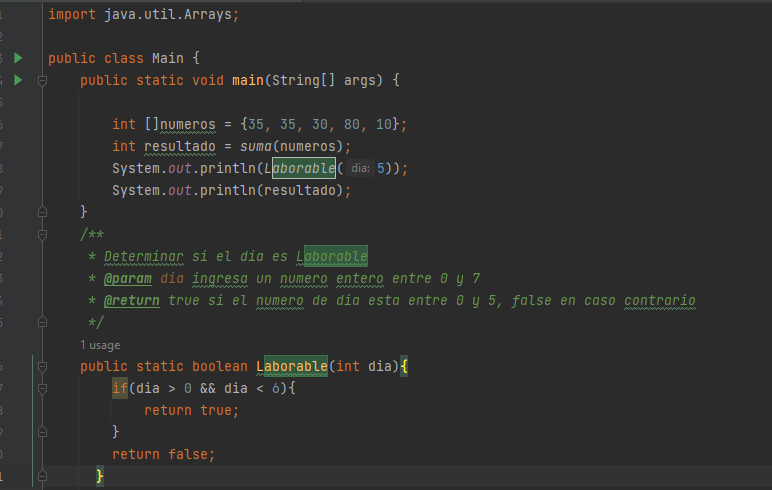 import java.util.Arrays;
public class Main {
public static void main(String[] args) {
int []numeros = {35, 35, 30, 80, 10};
int resultado = suma(numeros);
System.out.println(Laborable( dia: 5));
System.out.println(resultado);
}
/**
* Determinar si el día es Laborable
* @param dia ingresa un numero entero entre 0 y 7
* @return true si el numero de dia esta entre 0 y 5, false en caso contrario
*/
1 usage
public static boolean Laborable(int dia){
if(dia > 0 && dia < 6){
return true;
}
return false;
}